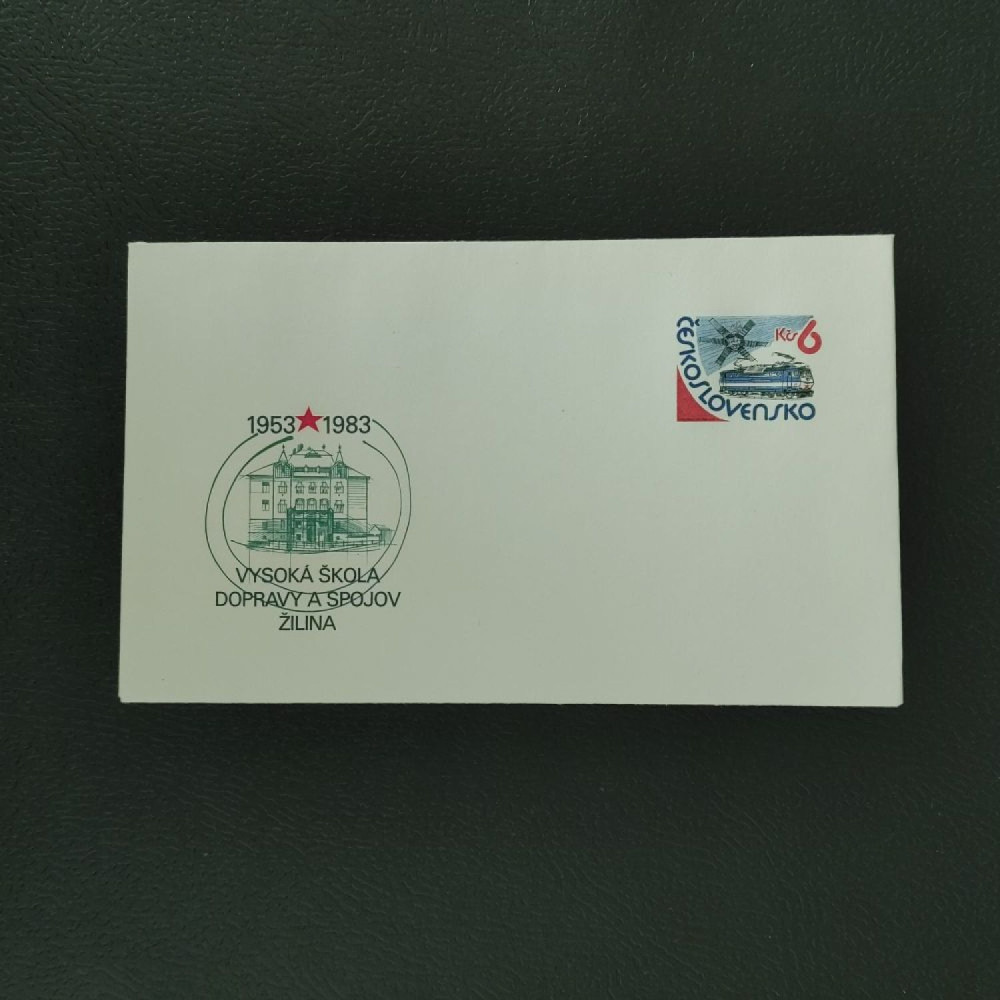 Kčs 6
ČESKOSLOVENSKO
1953★1983
VYSOKÁ ŠKOLA
DOPRAVY A SPOJOV
ŽILINA